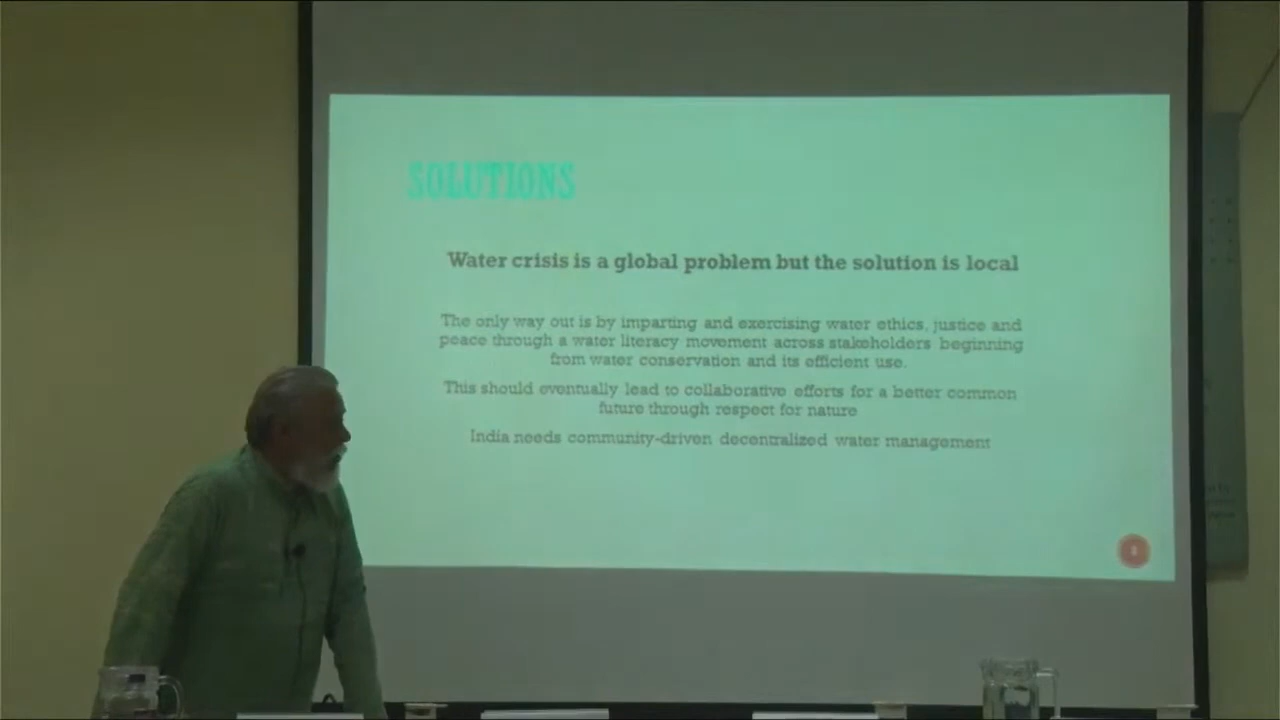 SOLUTIONS
Water crisis is a global problem but the solution is local
The only way out is by imparting and exercising water ethics, justice and
peace through a water literacy movement across stakeholders beginning
from water conservation and its efficient use.
This should eventually lead to collaborative efforts for a better common
future through respect for nature
India needs community-driven decentralized water management